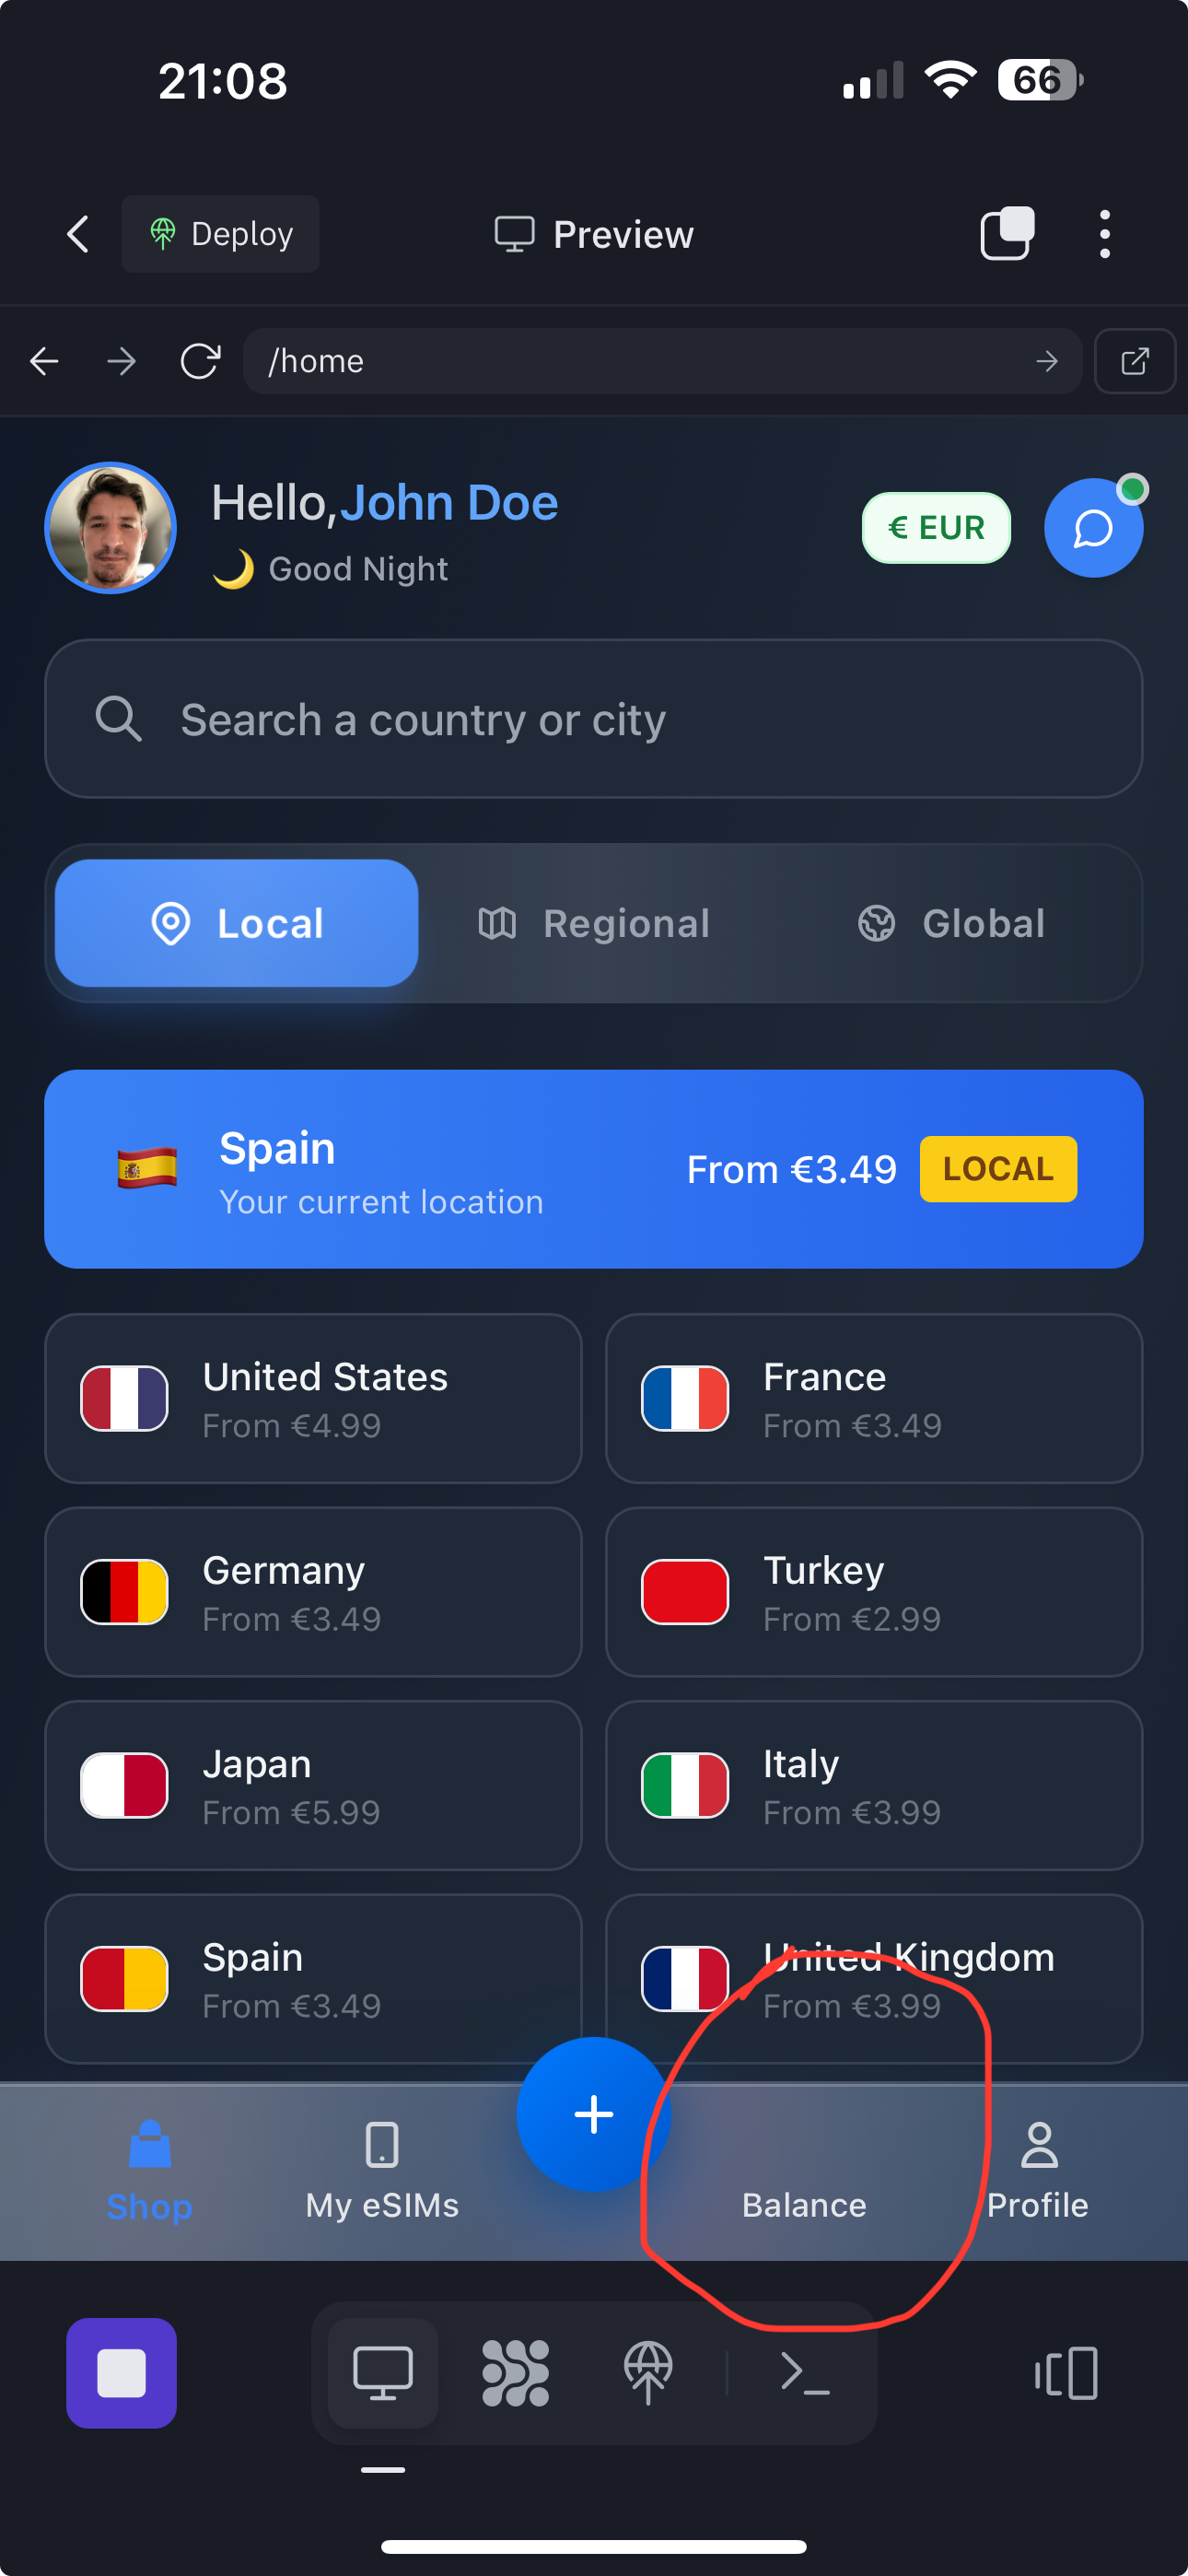 21:08
66
Deploy
Preview
/home
Hello,John Doe
🌙 Good Night
€ EUR
Search a country or city
Local
Regional
Global
Spain
Your current location
From €3.49
LOCAL
United States
From €4.99
France
From €3.49
Germany
From €3.49
Turkey
From €2.99
Japan
From €5.99
Italy
From €3.99
Spain
From €3.49
United Kingdom
From €3.99
Shop
My eSIMs
Balance
Profile